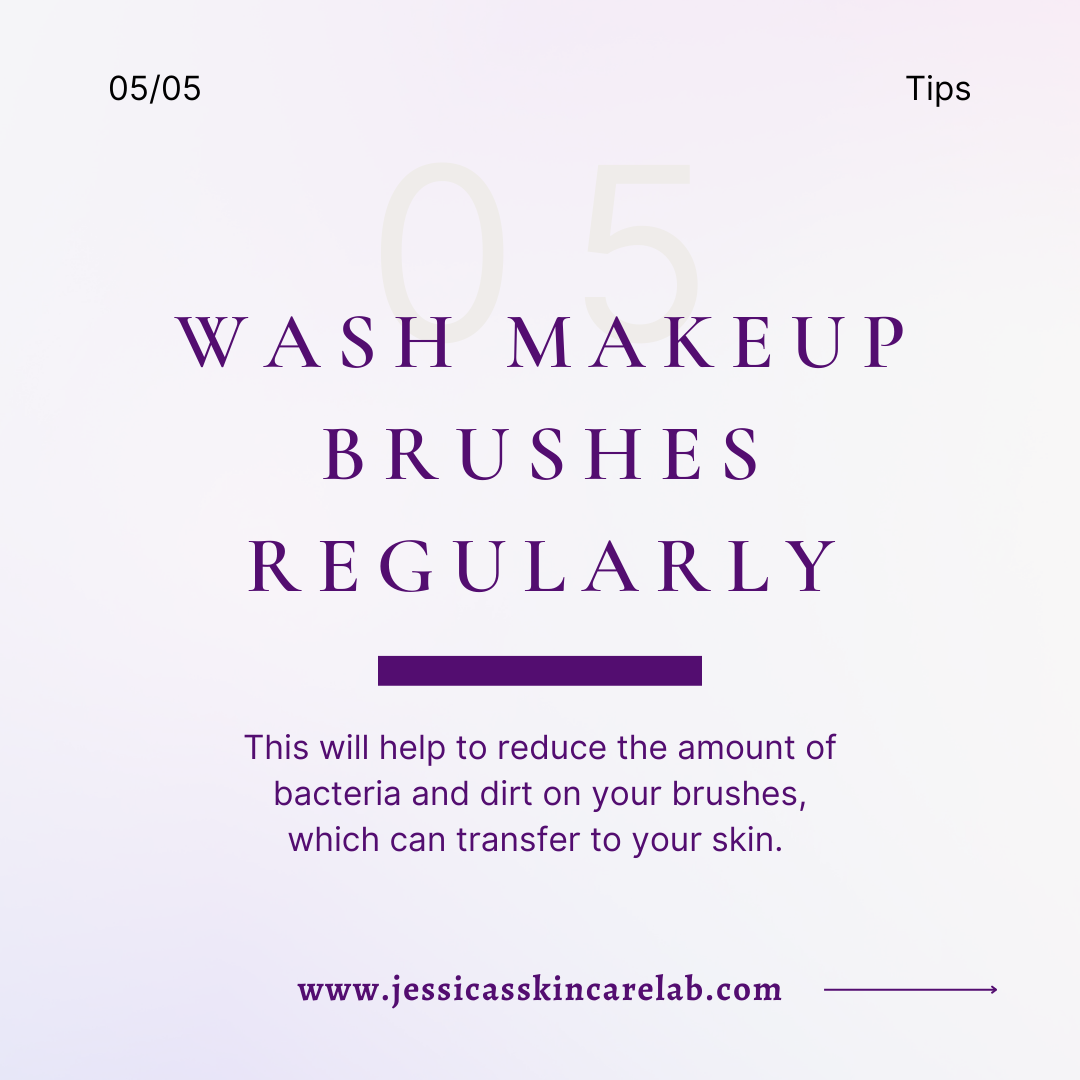 05/05
Tips
05
WASH MAKEUP
BRUSHES
REGULARLY
This will help to reduce the amount of
bacteria and dirt on your brushes,
which can transfer to your skin.
www.jessicasskincarelab.com